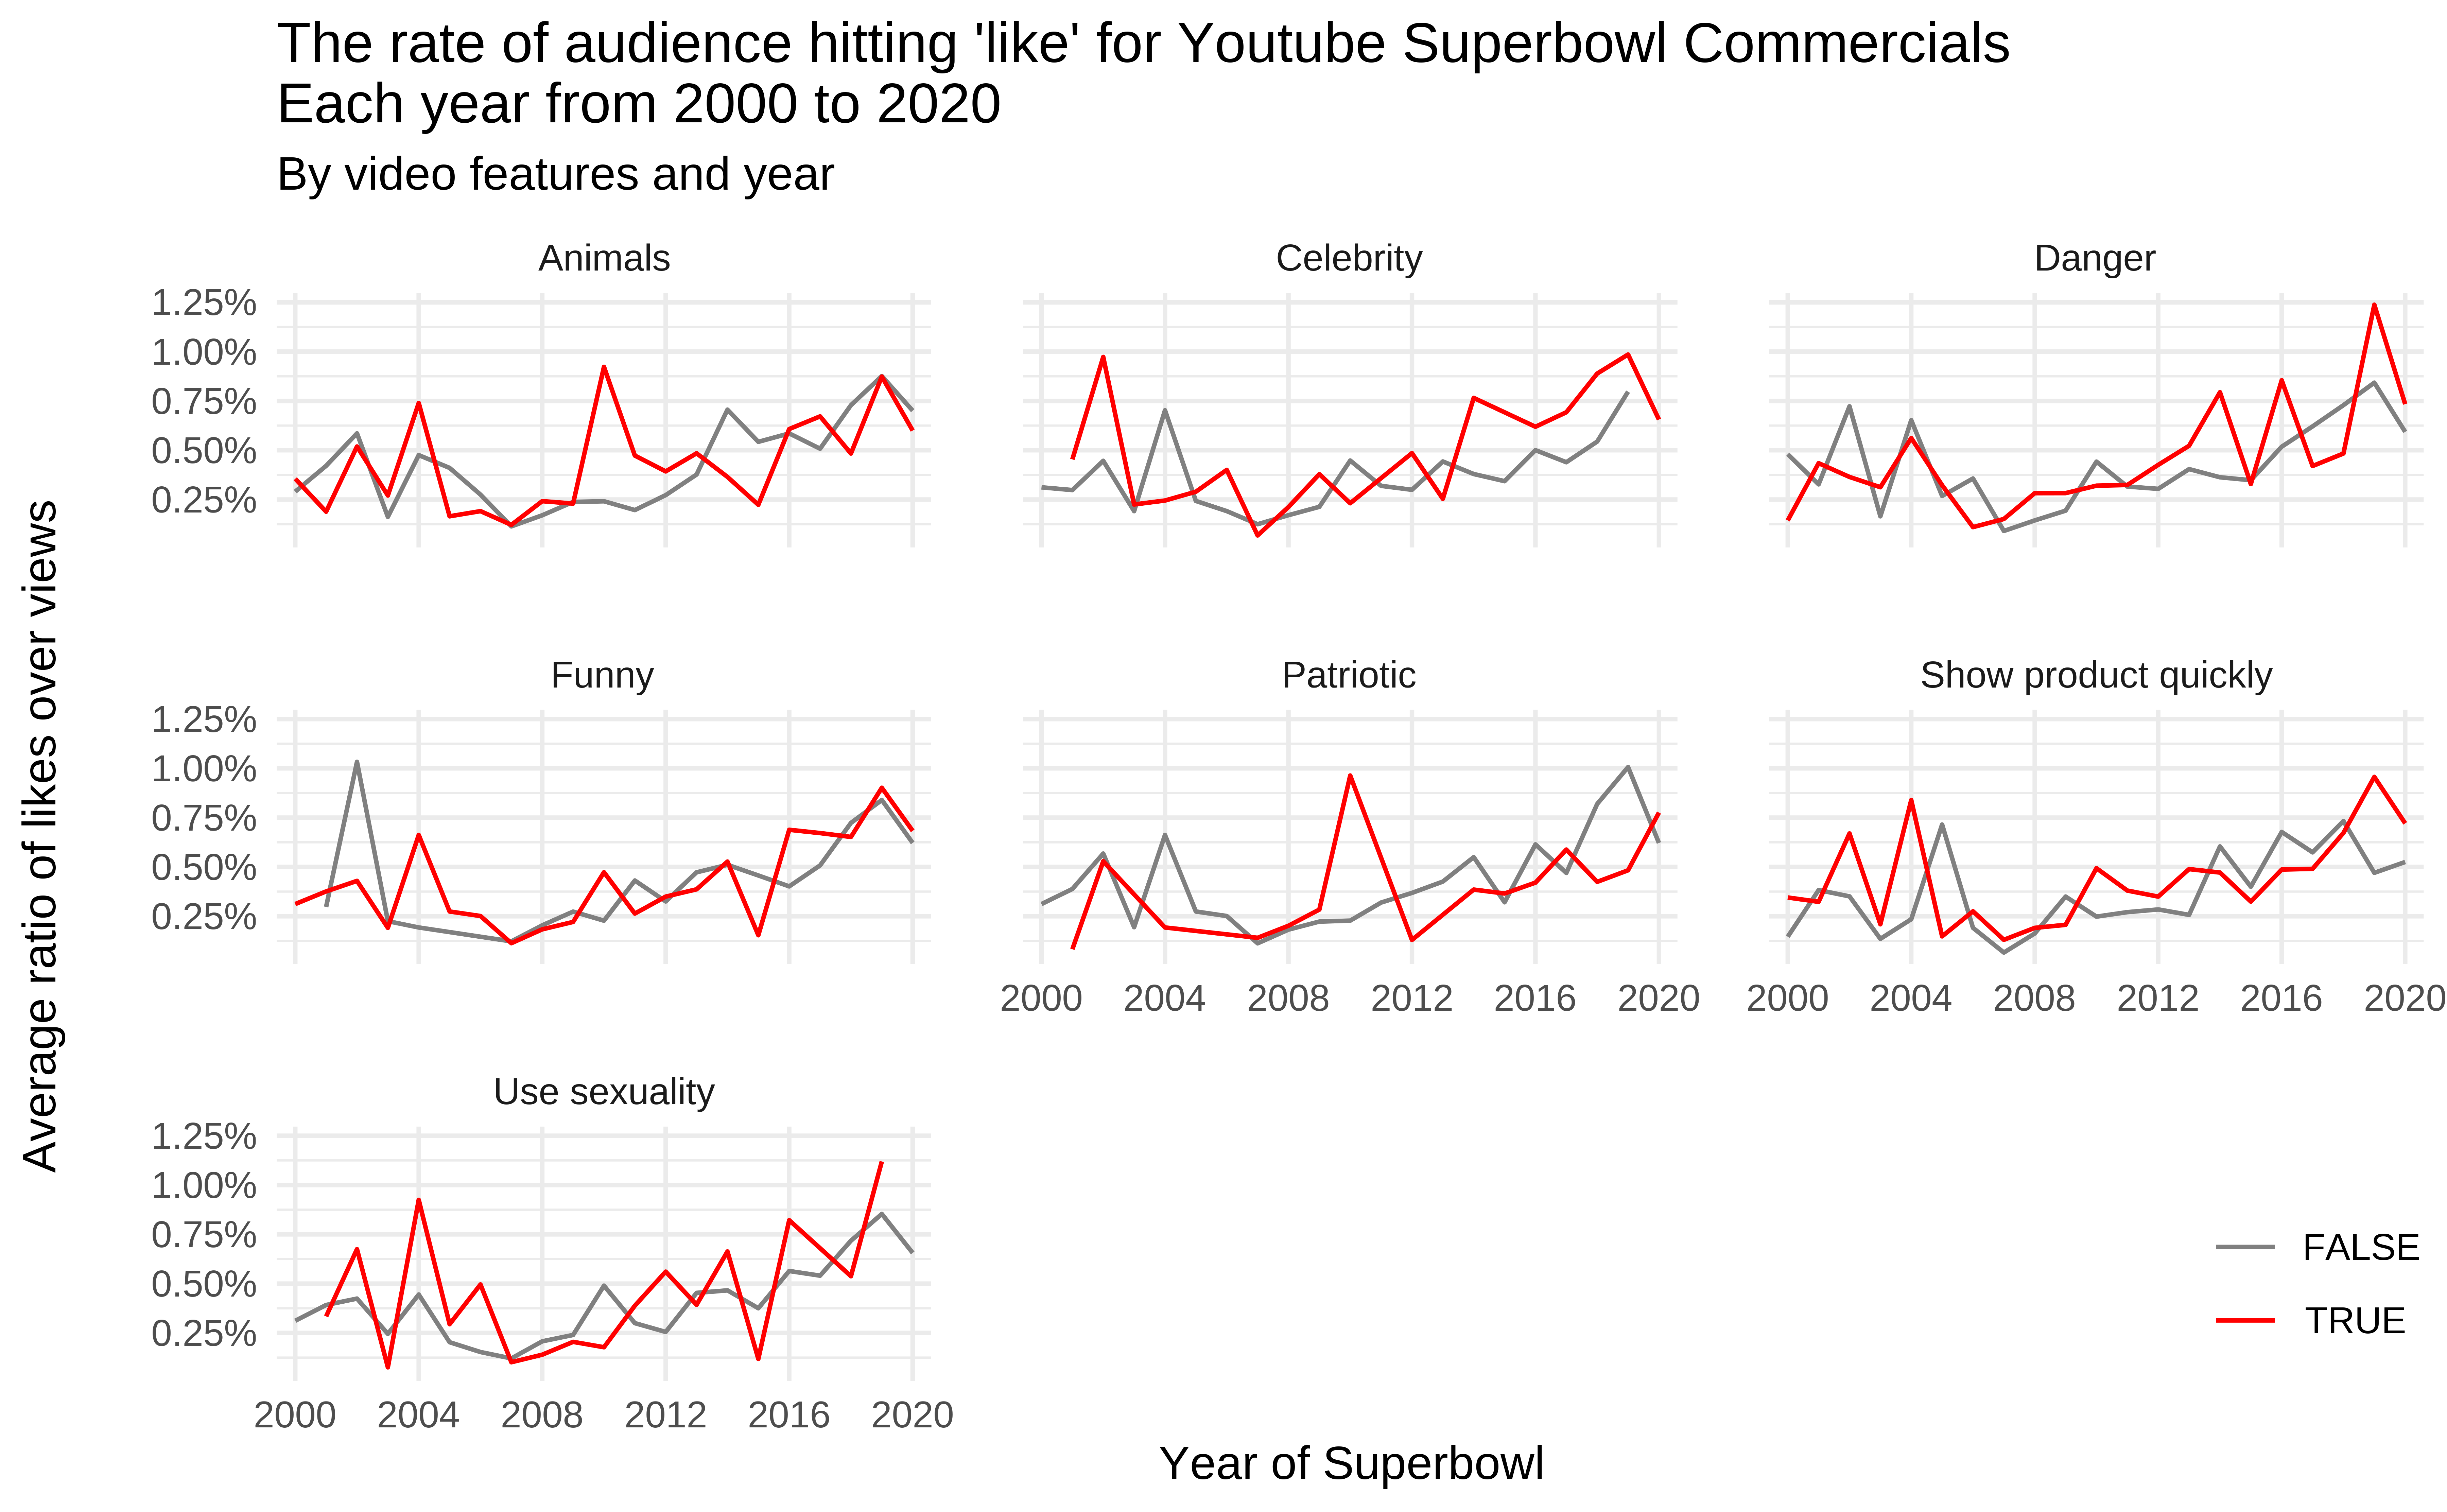 The rate of audience hitting 'like' for Youtube Superbowl Commercials
Each year from 2000 to 2020
By video features and year
Animals
Celebrity
Danger
1.25%
1.00%
0.75%
0.50%
0.25%
Funny
Patriotic
Show product quickly
1.25%
1.00%
0.75%
0.50%
0.25%
2000 2004 2008 2012 2016 2020
2000 2004 2008 2012 2016 2020
Use sexuality
1.25%
1.00%
0.75%
0.50%
0.25%
2000 2004 2008 2012 2016 2020
FALSE
TRUE
Average ratio of likes over views
Year of Superbowl